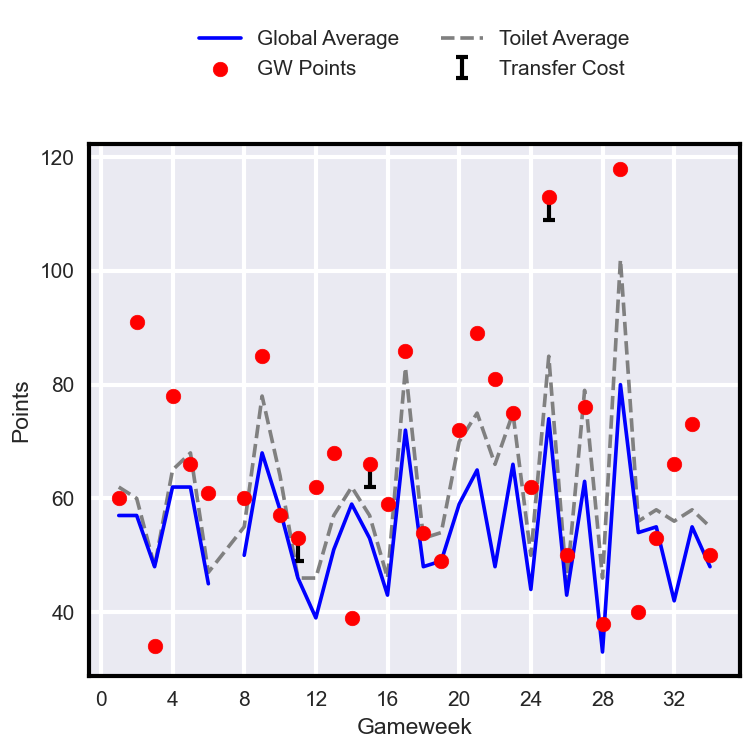 Global Average Toilet Average
GW Points Transfer Cost
120
100
80
60
40
Points
0 4 8 12 16 20 24 28 32
Gameweek